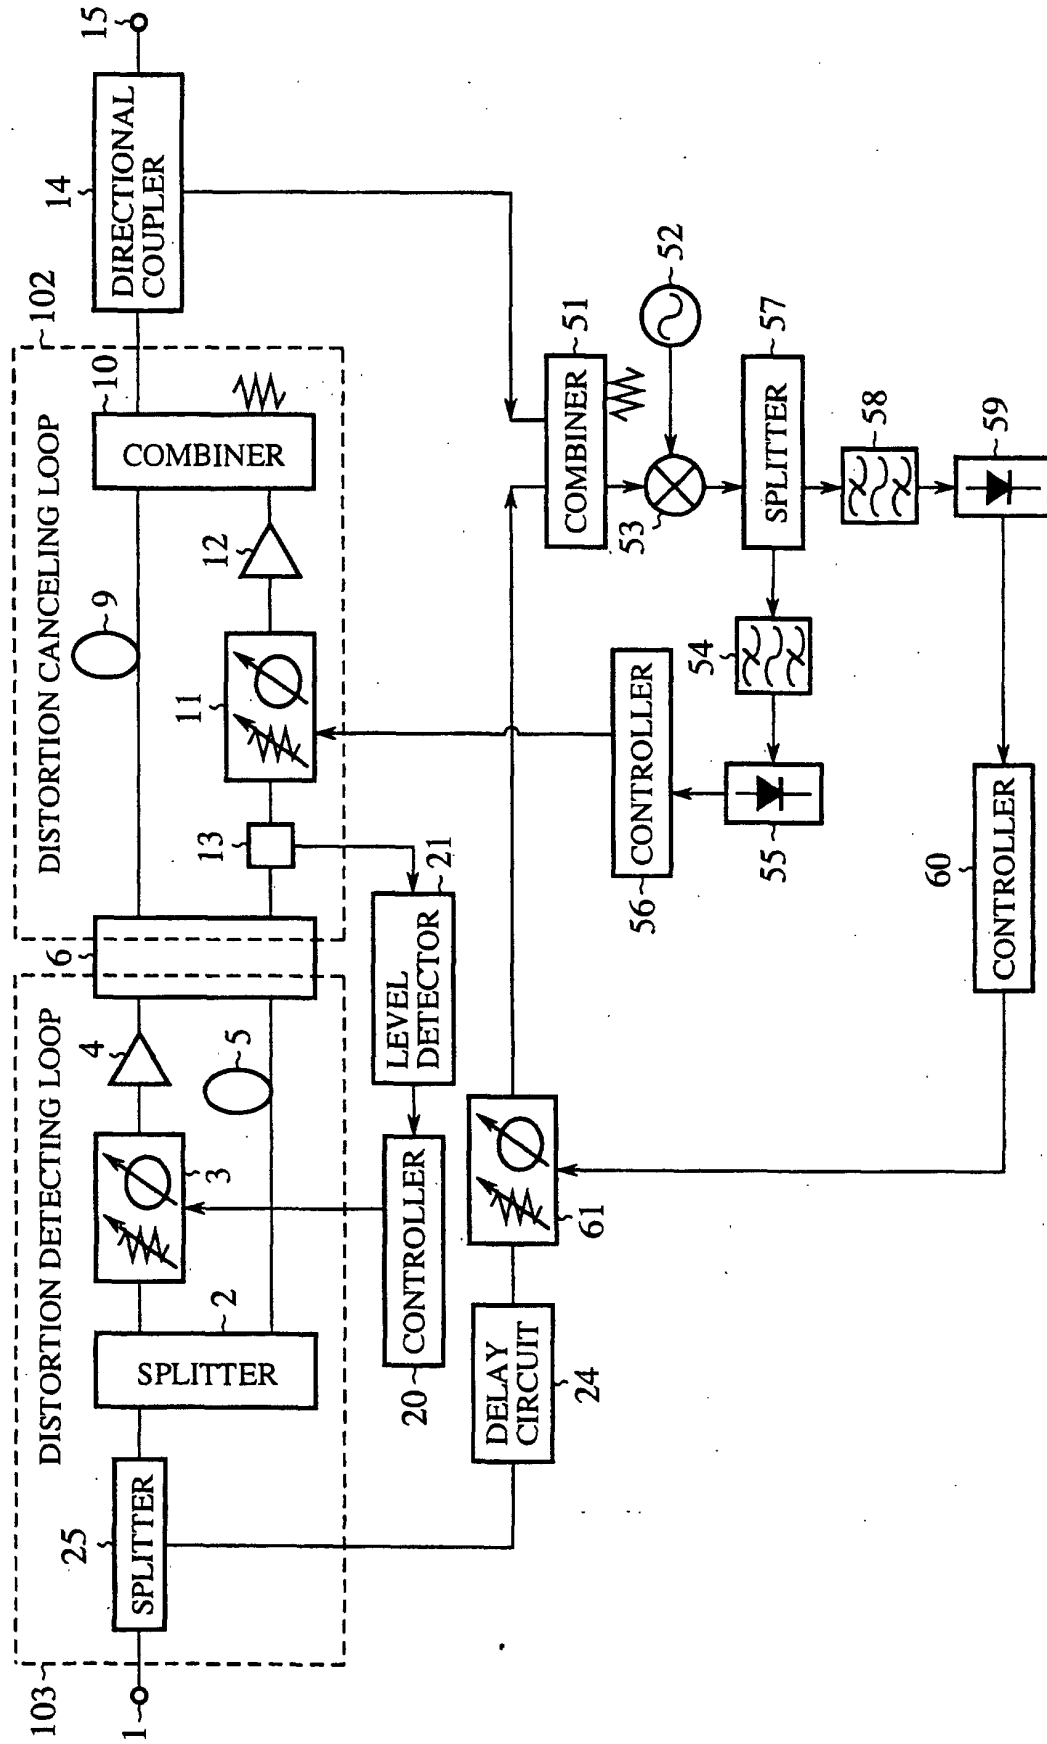 103
DISTORTION DETECTING LOOP
DISTORTION CANCELING LOOP
102
1
25
SPLITTER
SPLITTER
2
3
4
5
6
9
13
11
12
10
COMBINER
14
DIRECTIONAL
COUPLER
15
20
CONTROLLER
LEVEL
DETECTOR
21
DELAY
CIRCUIT
24
61
COMBINER
51
52
53
56
CONTROLLER
54
55
SPLITTER
57
58
59
60
CONTROLLER